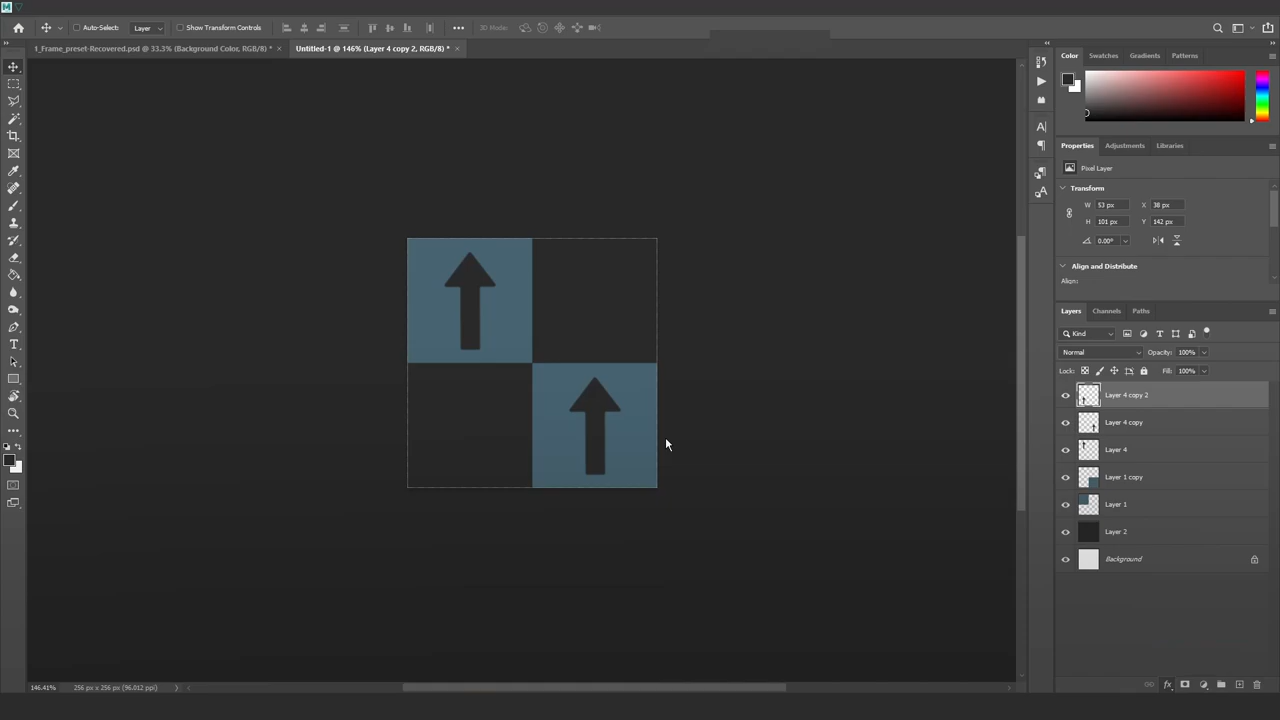 Auto-Select:
Layer
Show Transform Controls
3D Mode:
1_Frame_preset-Recovered.psd @ 33.3% (Background Color, RGB/8) *
Untitled-1 @ 146% (Layer 4 copy 2, RGB/8) *
Color
Swatches
Gradients
Patterns
Properties
Adjustments
Libraries
Pixel Layer
Transform
W 53 px X 38 px
H 101 px Y 142 px
0.00°
Align and Distribute
Align:
Layers
Channels
Paths
Kind
Normal
Opacity: 100%
Lock:
Fill: 100%
Layer 4 copy 2
Layer 4 copy
Layer 4
Layer 1 copy
Layer 1
Layer 2
Background
146.41%
256 px x 256 px (96.012 ppi)